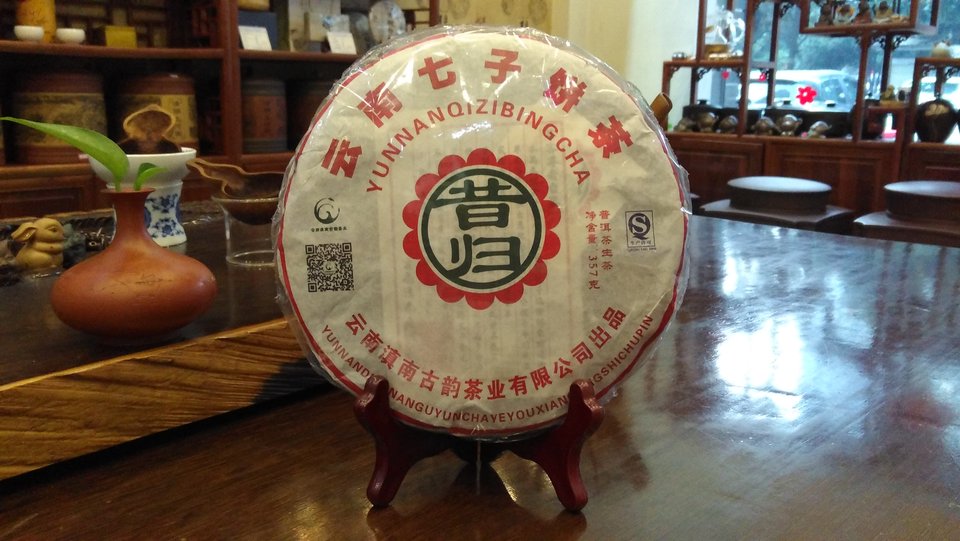 云南七子饼茶
YUNNANQIZIBINGCHA
昔归
普洱茶生茶
净含量:357克
云南滇南古韵茶业有限公司出品